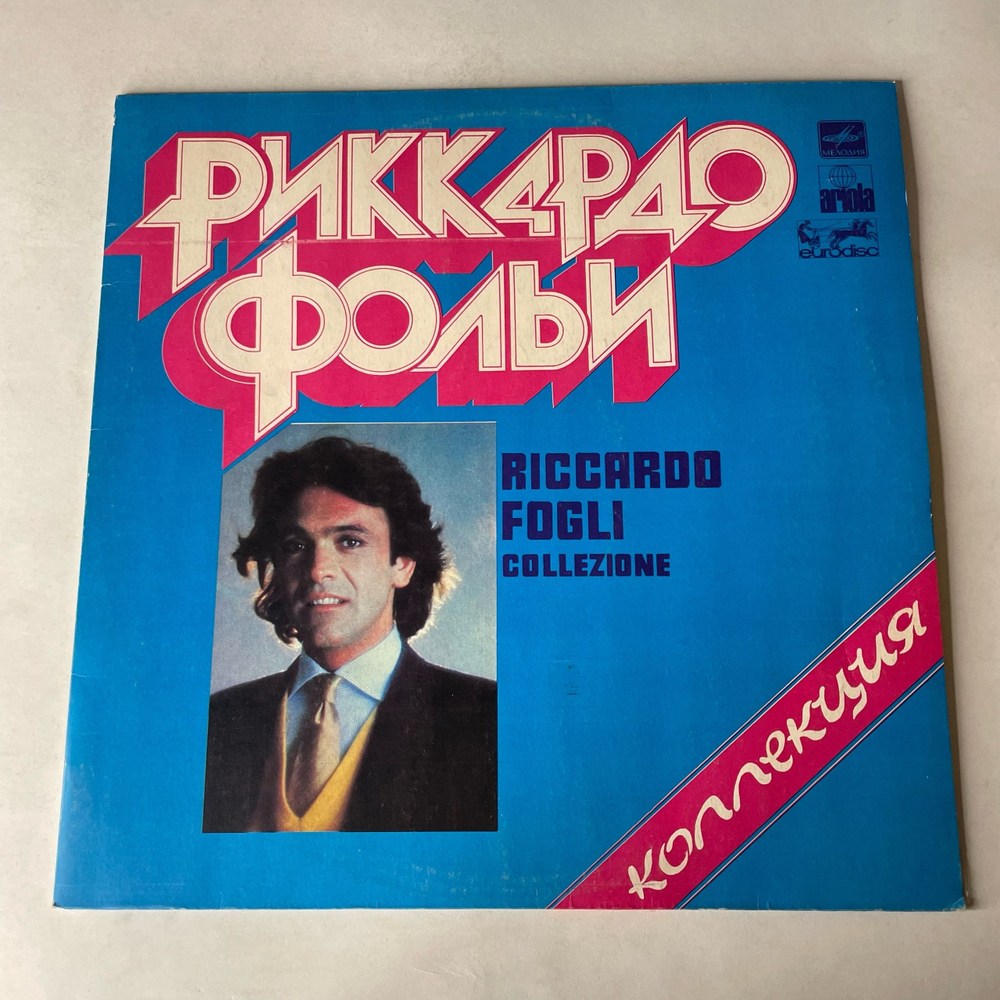 РИККАРДО
ФОЛЬИ
МЕЛОДИЯ
ariola
eurodisc
RICCARDO
FOGLI
COLLEZIONE
коллекция